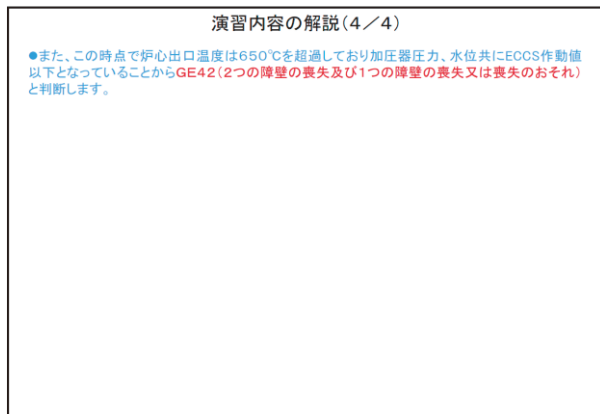 演習内容の解説（4／4）
●また、この時点で炉心出口温度は650℃を超過しており加圧器圧力、水位共にECCS作動値
以下となっていることからGE42（2つの障壁の喪失及び1つの障壁の喪失又は喪失のおそれ）
と判断します。